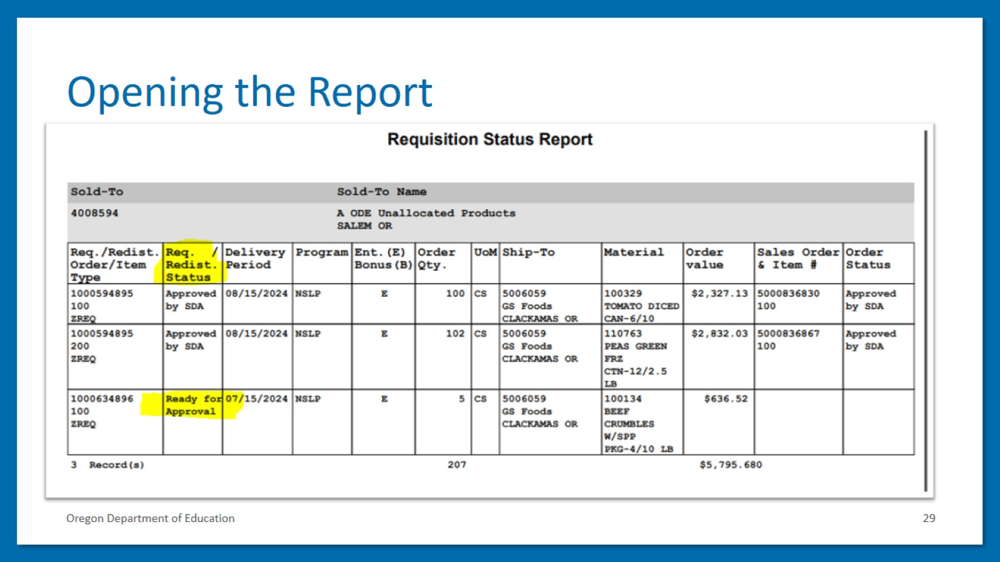 Opening the Report
Requisition Status Report
Sold-To Sold-To Name
4008594 A ODE Unallocated Products
SALEM OR
Req./Redist. Req. / Delivery Program Ent.(E) Order UoM Ship-To Material Order Sales Order Order
Order/Item Redist. Period Bonus(B) Qty. value & Item # Status
Type Status
1000594895 Approved 08/15/2024 NSLP E 100 CS 5006059 100329 $2,327.13 5000836830 Approved
100 by SDA GS Foods TOMATO DICED 100 by SDA
ZREQ CLACKAMAS OR CAN-6/10
1000594895 Approved 08/15/2024 NSLP E 102 CS 5006059 110763 $2,832.03 5000836867 Approved
200 by SDA GS Foods PEAS GREEN 100 by SDA
ZREQ CLACKAMAS OR FRZ
CTN-12/2.5
LB
1000634896 Ready for 07/15/2024 NSLP E 5 CS 5006059 100134 $636.52
100 Approval GS Foods BEEF
ZREQ CLACKAMAS OR CRUMBLES
W/SPP
PKG-4/10 LB
3 Record(s) 207 $5,795.680
Oregon Department of Education 29